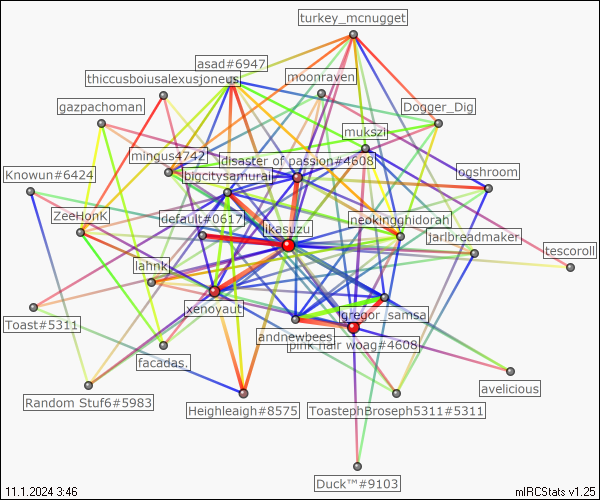 turkey_mcnugget
asad#6947
thiccusboiusalexusjoneus
moonraven
gazpachoman
Dogger_Dig
mukszi
mingus4742
disaster of passion#4608
bigcitysamurai
ogshroom
Knowun#6424
ZeeHonK
default#0617
neokingghidorah
ikasuzu
jarlbreadmaker
tescoroll
lahnk
xenoyaut
gregor_samsa
Toast#5311
andnewbees
pink hair woag#4608
facadas.
avelicious
Random Stuf6#5983
Heighleaigh#8575
ToastephBroseph5311#5311
Duck™#9103
11.1.2024 3:46
mIRCStats v1.25